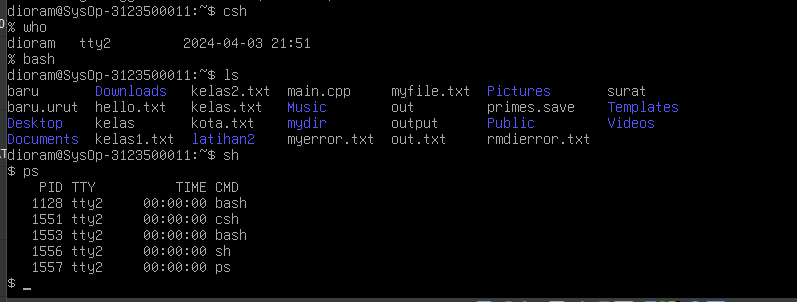 dioram@SysOp-3123500011:~$ csh
% who
dioram   tty2         2024-04-03 21:51
% bash
dioram@SysOp-3123500011:~$ ls
baru       Downloads   kelas2.txt  main.cpp     myfile.txt  Pictures       surat
baru.urut  hello.txt   kelas.txt   Music        out         primes.save    Templates
Desktop    kelas       kota.txt    mydir        output      Public         Videos
Documents  kelas1.txt  latihan2    myerror.txt  out.txt     rmdierror.txt
dioram@SysOp-3123500011:~$ sh
$ ps
    PID TTY          TIME CMD
   1128 tty2     00:00:00 bash
   1551 tty2     00:00:00 csh
   1553 tty2     00:00:00 bash
   1556 tty2     00:00:00 sh
   1557 tty2     00:00:00 ps
$ _